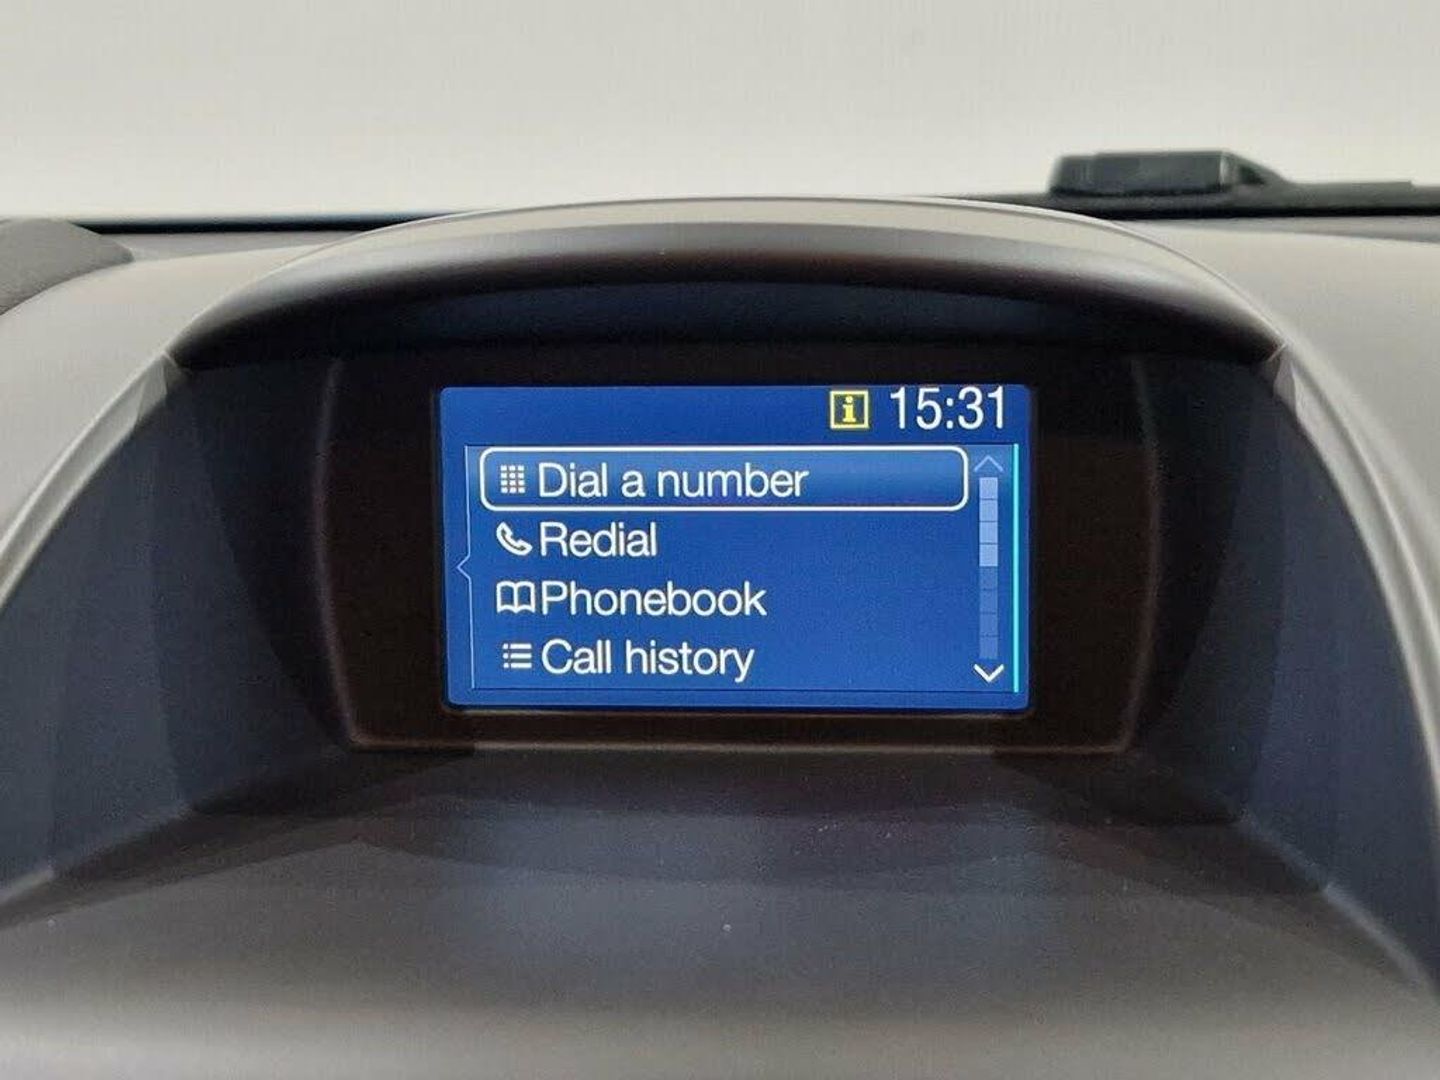 i 15:31
Dial a number
Redial
Phonebook
Call history